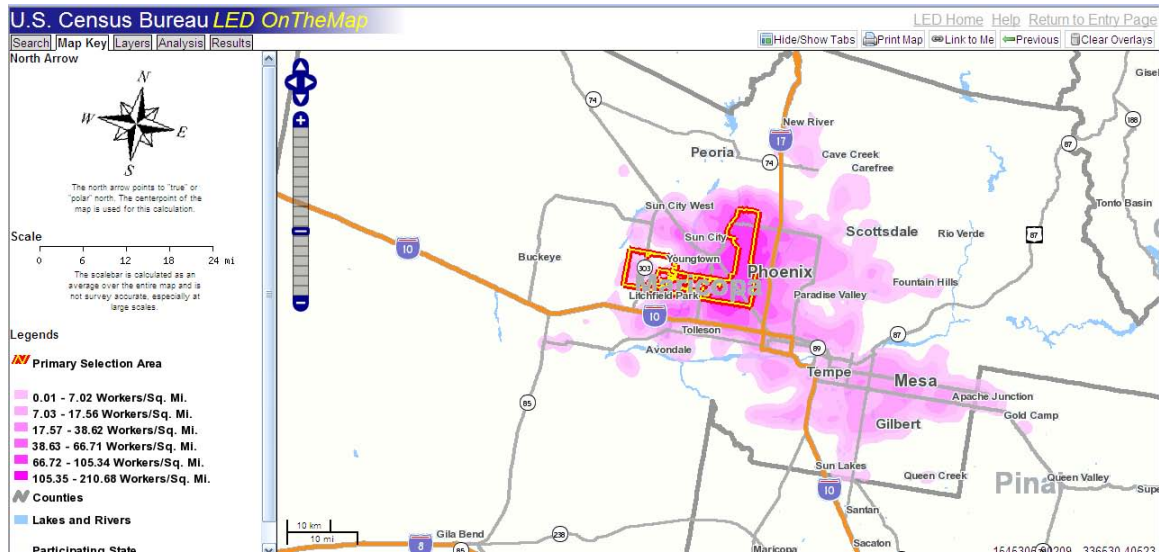 U.S. Census Bureau LED OnTheMap
LED Home Help Return to Entry Page
Search Map Key Layers Analysis Results
Hide/Show Tabs Print Map Link to Me Previous Clear Overlays
North Arrow
N
W
E
S
The north arrow points to "true" or
"polar" north. The centerpoint of the
map is used for this calculation.
Scale
0 6 12 18 24 mi
The scalebar is calculated as an
average over the entire map and is
not survey accurate, especially at
large scales.
Legends
Primary Selection Area
0.01 - 7.02 Workers/Sq. Mi.
7.03 - 17.56 Workers/Sq. Mi.
17.57 - 38.62 Workers/Sq. Mi.
38.63 - 66.71 Workers/Sq. Mi.
66.72 - 105.34 Workers/Sq. Mi.
105.35 - 210.68 Workers/Sq. Mi.
Counties
Lakes and Rivers
Participating State
74
New River
87
188
17
Peoria
74
Cave Creek
Carefree
Tonto Basin
Sun City West
10
Sun City
Scottsdale
Rio Verde
87
Buckeye
Youngtown
303
Phoenix
Maricopa
Fountain Hills
Litchfield Park
Paradise Valley
10
Tolleson
87
Avondale
89
Tempe
Mesa
85
Apache Junction
Gold Camp
Gilbert
Sun Lakes
Queen Creek
Queen Valley
Pinal
10
10 km
10 mi
Santan
Gila Bend
238
8
85
Maricopa
Sacaton